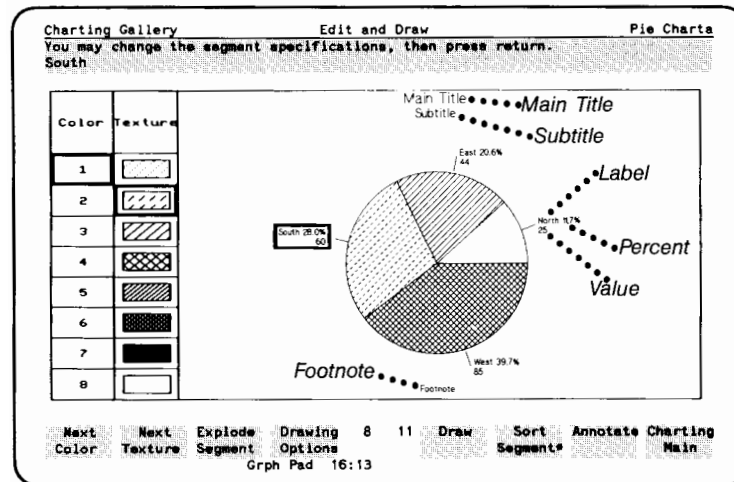 Charting Gallery Edit and Draw Pie Charta
You may change the segment specifications, then press return.
South
Color Texture
1
2
3
4
5
6
7
8
Main Title Main Title
Subtitle Subtitle
East 20.6%
44
Label
South 28.0%
60
North 11.7%
25
Percent
Value
West 39.7%
85
Footnote
Footnote
Next Next Explode Drawing 8 11 Draw Sort Annotate Charting
Color Texture Segment Options Segments Main
Grph Pad 16:13